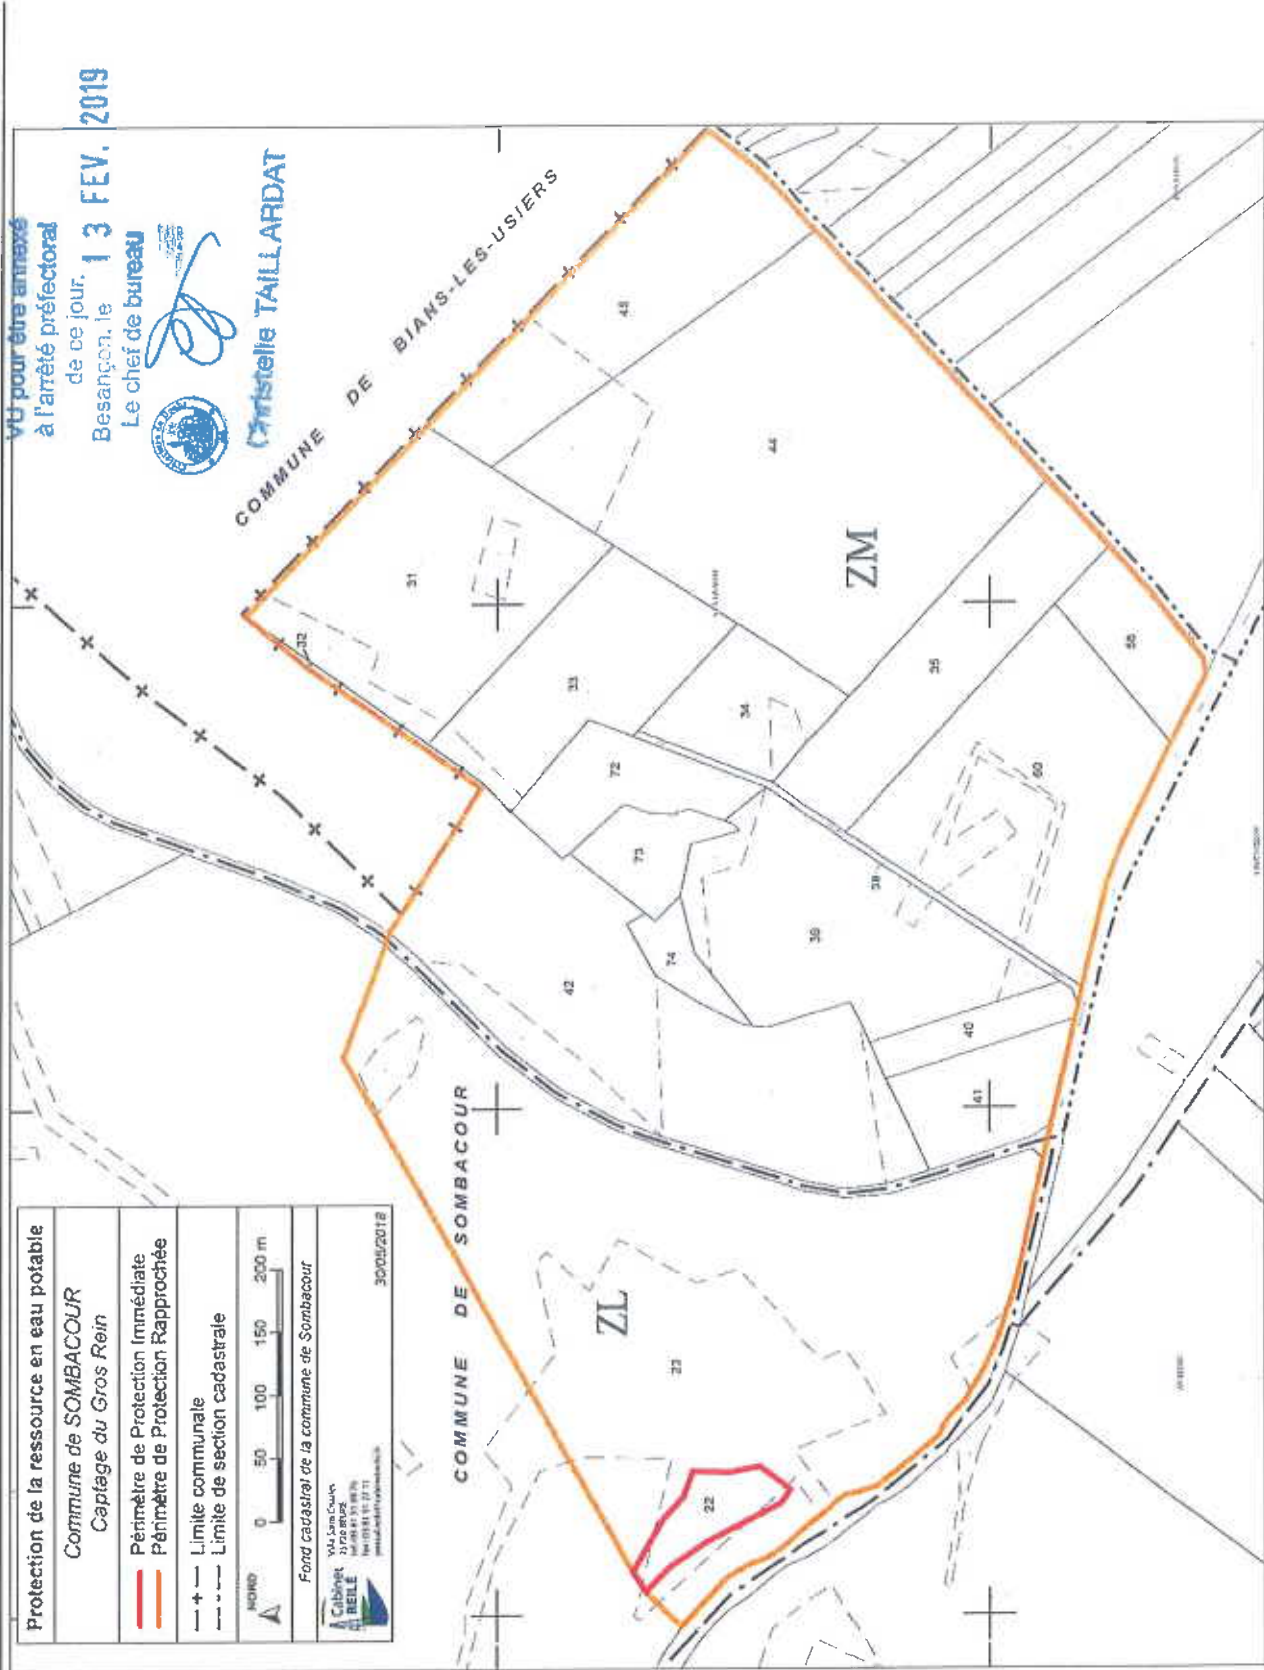 VU pour être annexé
à l'arrêté préfectoral
de ce jour.
Besançon, le 13 FEV. 2019
Le chef de bureau
Christelle TAILLARDAT
Protection de la ressource en eau potable
Commune de SOMBACOUR
Captage du Gros Rein
Périmètre de Protection Immédiate
Périmètre de Protection Rapprochée
Limite communale
Limite de section cadastrale
NORD
0 50 100 150 200 m
Fond cadastral de la commune de Sombacour
Cabinet
REILÉ
30/05/2018
COMMUNE DE BIANS-LES-USIERS
COMMUNE DE SOMBACOUR
ZL
ZM
22
23
31
32
33
34
35
38
39
40
41
42
44
72
73
74
60